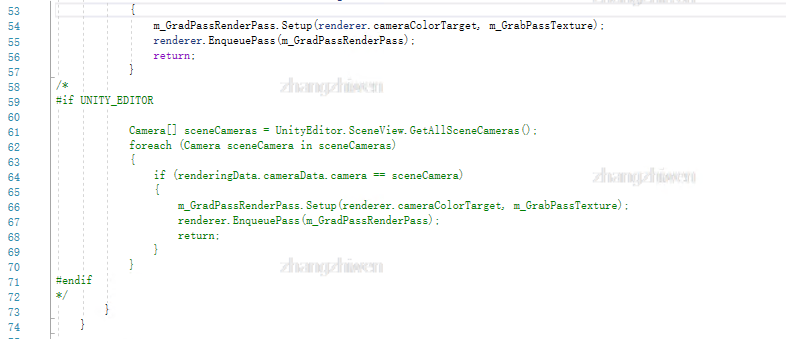 53 {
54 m_GradPassRenderPass.Setup(renderer.cameraColorTarget, m_GrabPassTexture);
55 renderer.EnqueuePass(m_GradPassRenderPass);
56 return;
57 }
58 /*
59 #if UNITY_EDITOR
60
61 Camera[] sceneCameras = UnityEditor.SceneView.GetAllSceneCameras();
62 foreach (Camera sceneCamera in sceneCameras)
63 {
64 if (renderingData.cameraData.camera == sceneCamera)
65 {
66 m_GradPassRenderPass.Setup(renderer.cameraColorTarget, m_GrabPassTexture);
67 renderer.EnqueuePass(m_GradPassRenderPass);
68 return;
69 }
70 }
71 #endif
72 */
73 }
74 }
zhangzhiwen
zhangzhiwen
zhangzhiwen